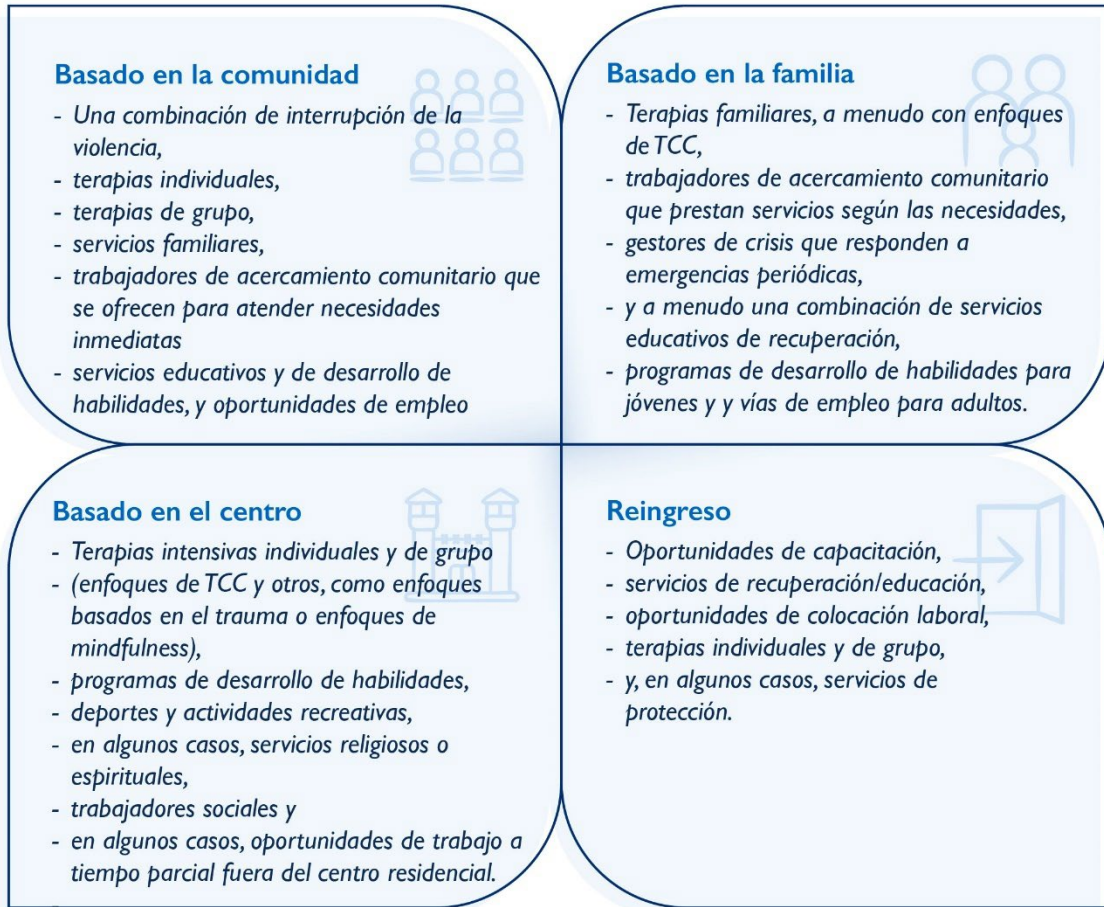 Basado en la comunidad
- Una combinación de interrupción de la
violencia,
- terapias individuales,
- terapias de grupo,
- servicios familiares,
- trabajadores de acercamiento comunitario que
se ofrecen para atender necesidades
inmediatas
- servicios educativos y de desarrollo de
habilidades, y oportunidades de empleo
Basado en la familia
- Terapias familiares, a menudo con enfoques
de TCC,
- trabajadores de acercamiento comunitario
que prestan servicios según las necesidades,
- gestores de crisis que responden a
emergencias periódicas,
- y a menudo una combinación de servicios
educativos de recuperación,
- programas de desarrollo de habilidades para
jóvenes y y vías de empleo para adultos.
Basado en el centro
- Terapias intensivas individuales y de grupo
- (enfoques de TCC y otros, como enfoques
basados en el trauma o enfoques de
mindfulness),
- programas de desarrollo de habilidades,
- deportes y actividades recreativas,
- en algunos casos, servicios religiosos o
espirituales,
- trabajadores sociales y
- en algunos casos, oportunidades de trabajo a
tiempo parcial fuera del centro residencial.
Reingreso
- Oportunidades de capacitación,
- servicios de recuperación/educación,
- oportunidades de colocación laboral,
- terapias individuales y de grupo,
- y, en algunos casos, servicios de
protección.